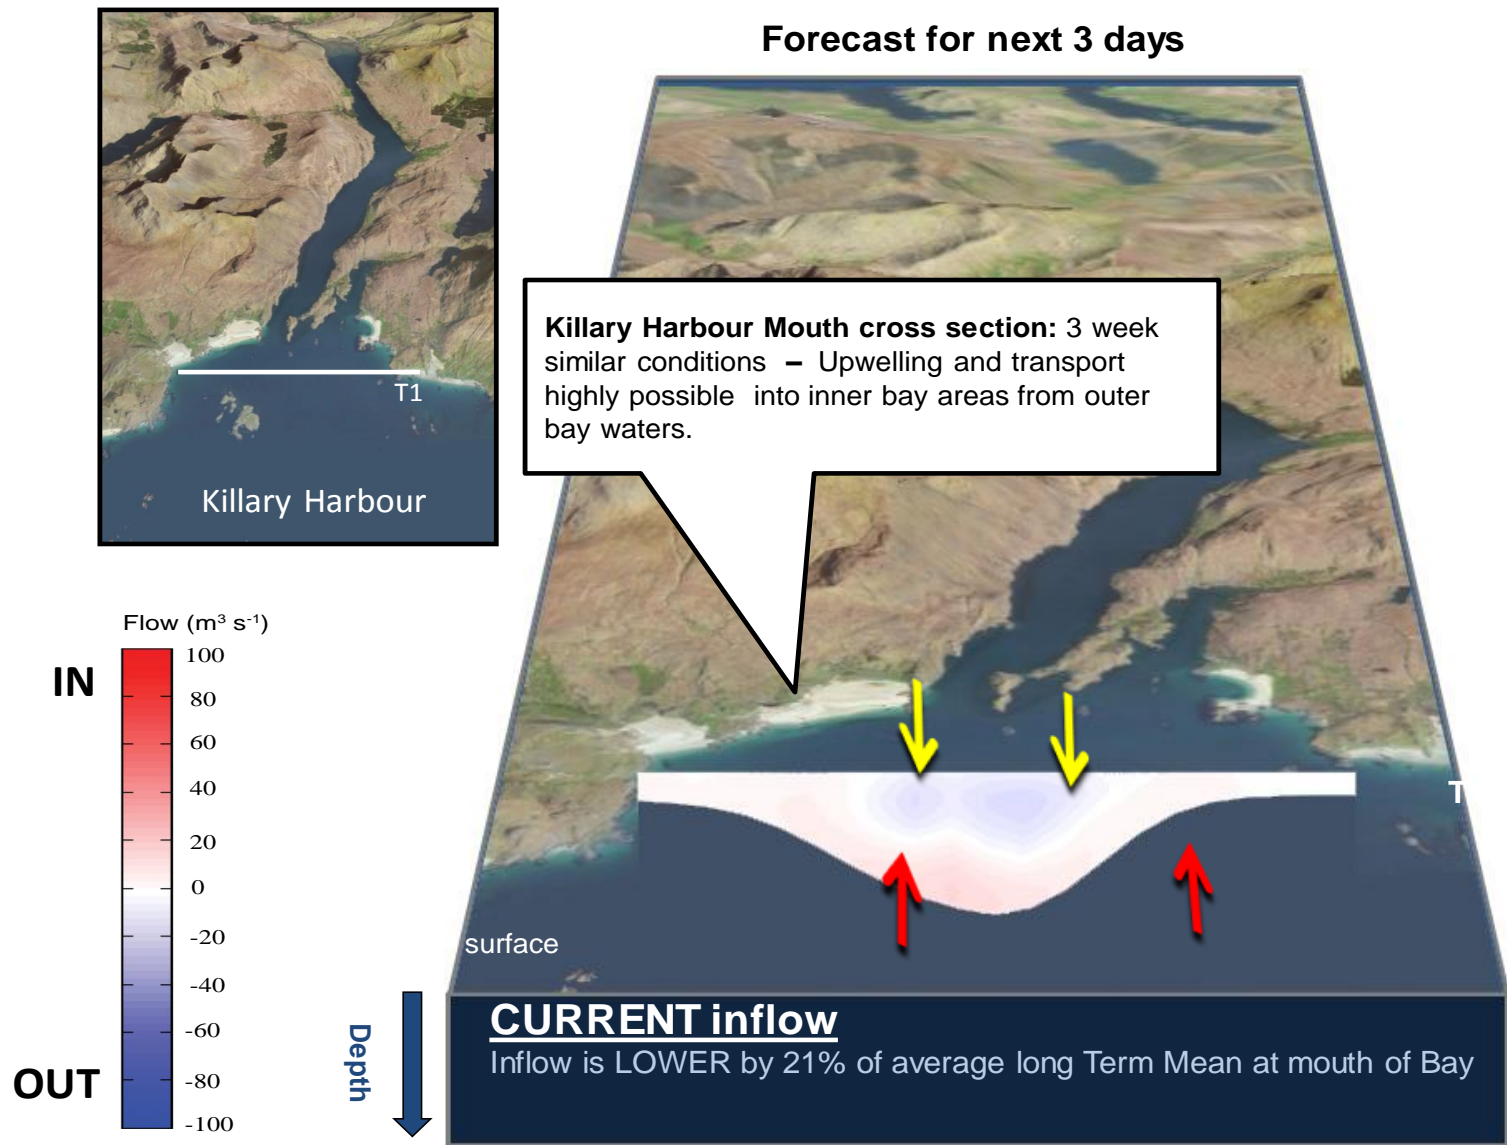 Forecast for next 3 days
T1
Killary Harbour
Killary Harbour Mouth cross section: 3 week
similar conditions – Upwelling and transport
highly possible into inner bay areas from outer
bay waters.
Flow (m³ s⁻¹)
IN
100
80
60
40
20
0
-20
-40
-60
-80
-100
OUT
T
surface
Depth
CURRENT inflow
Inflow is LOWER by 21% of average long Term Mean at mouth of Bay